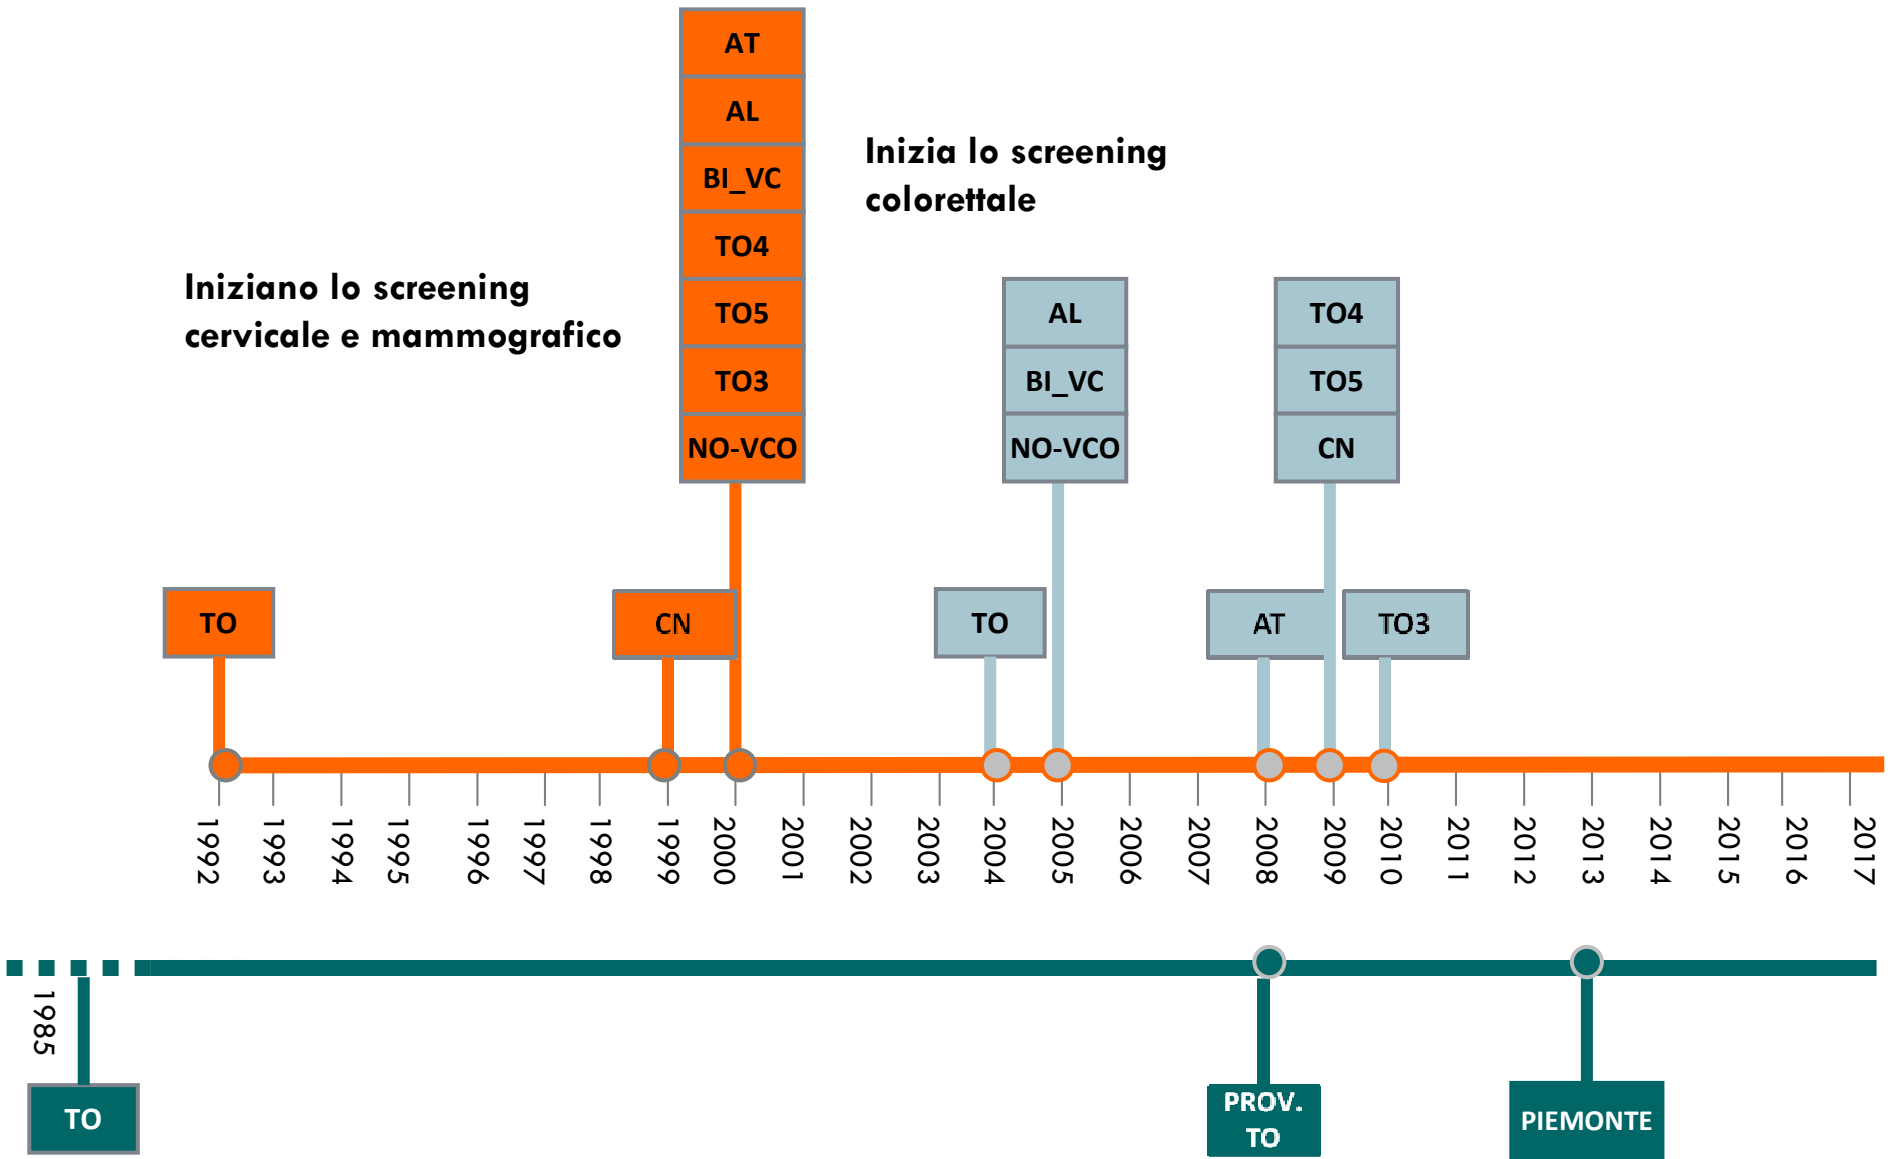 AT
AL
BI_VC
TO4
TO5
TO3
NO-VCO
Inizia lo screening
colorettale
Iniziano lo screening
cervicale e mammografico
AL
BI_VC
NO-VCO
TO4
TO5
CN
TO
CN
TO
AT
TO3
1992
1993
1994
1995
1996
1997
1998
1999
2000
2001
2002
2003
2004
2005
2006
2007
2008
2009
2010
2011
2012
2013
2014
2015
2016
2017
1985
TO
PROV.
TO
PIEMONTE